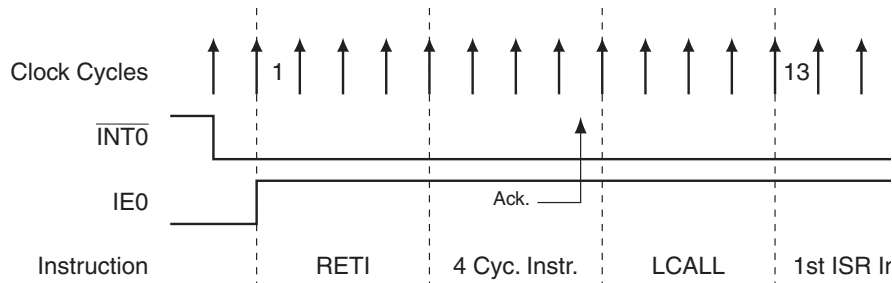 Clock Cycles 1 13
INT0
IE0 Ack.
Instruction RETI 4 Cyc. Instr. LCALL 1st ISR